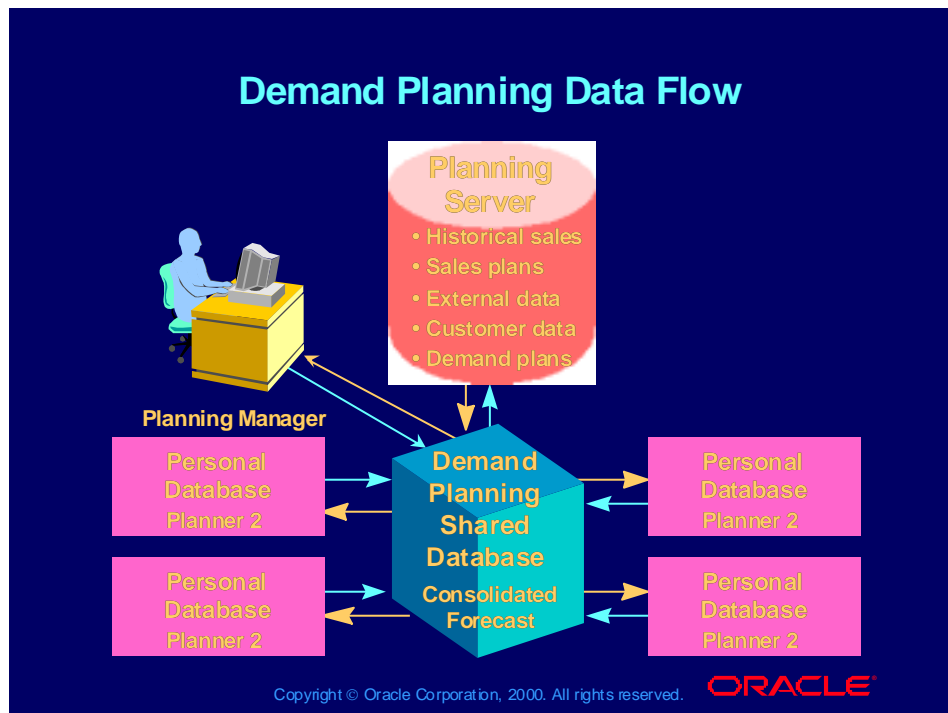 Demand Planning Data Flow
Planning
Server
• Historical sales
• Sales plans
• External data
• Customer data
• Demand plans
Planning Manager
Personal
Database
Planner 2
Personal
Database
Planner 2
Demand
Planning
Shared
Database
Consolidated
Forecast
Personal
Database
Planner 2
Personal
Database
Planner 2
Copyright © Oracle Corporation, 2000. All rights reserved.
ORACLE®